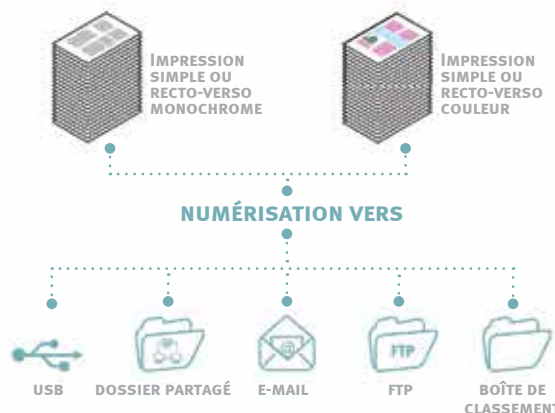 IMPRESSION
SIMPLE OU
RECTO-VERSO
MONOCHROME
IMPRESSION
SIMPLE OU
RECTO-VERSO
COULEUR
NUMÉRISATION VERS
@
FTP
USB
DOSSIER PARTAGÉ
E-MAIL
FTP
BOÎTE DE
CLASSEMENT